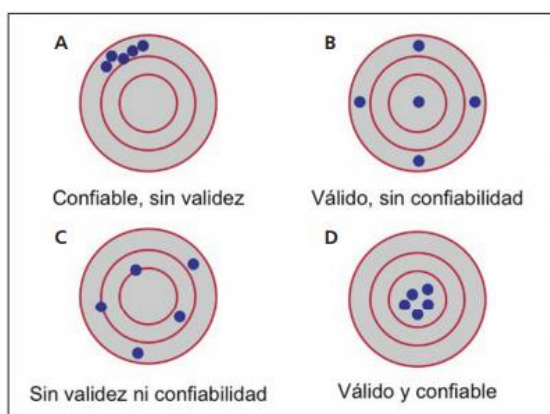 A
B
Confiable, sin validez
Válido, sin confiabilidad
C
D
Sin validez ni confiabilidad
Válido y confiable